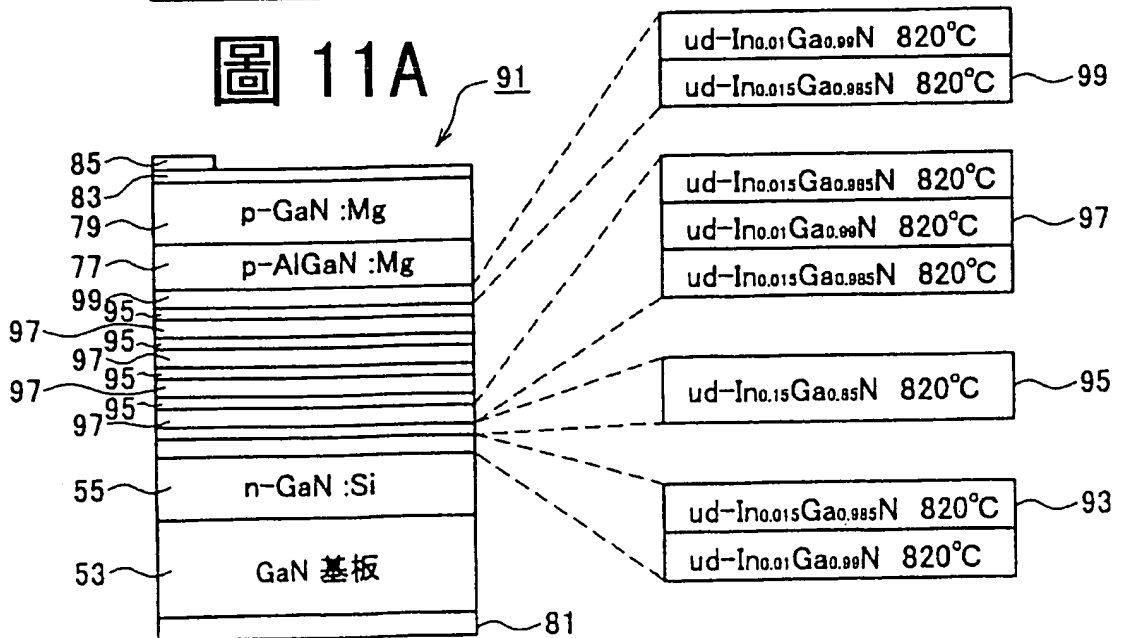 圖 11A
91
85
83
79
p-GaN :Mg
77
p-AlGaN :Mg
99
95
97
95
97
95
97
95
97
55
n-GaN :Si
53
GaN 基板
81
ud-In0.01Ga0.99N 820°C
ud-In0.015Ga0.985N 820°C
99
ud-In0.015Ga0.985N 820°C
ud-In0.01Ga0.99N 820°C
ud-In0.015Ga0.985N 820°C
97
ud-In0.15Ga0.85N 820°C
95
ud-In0.015Ga0.985N 820°C
ud-In0.01Ga0.99N 820°C
93